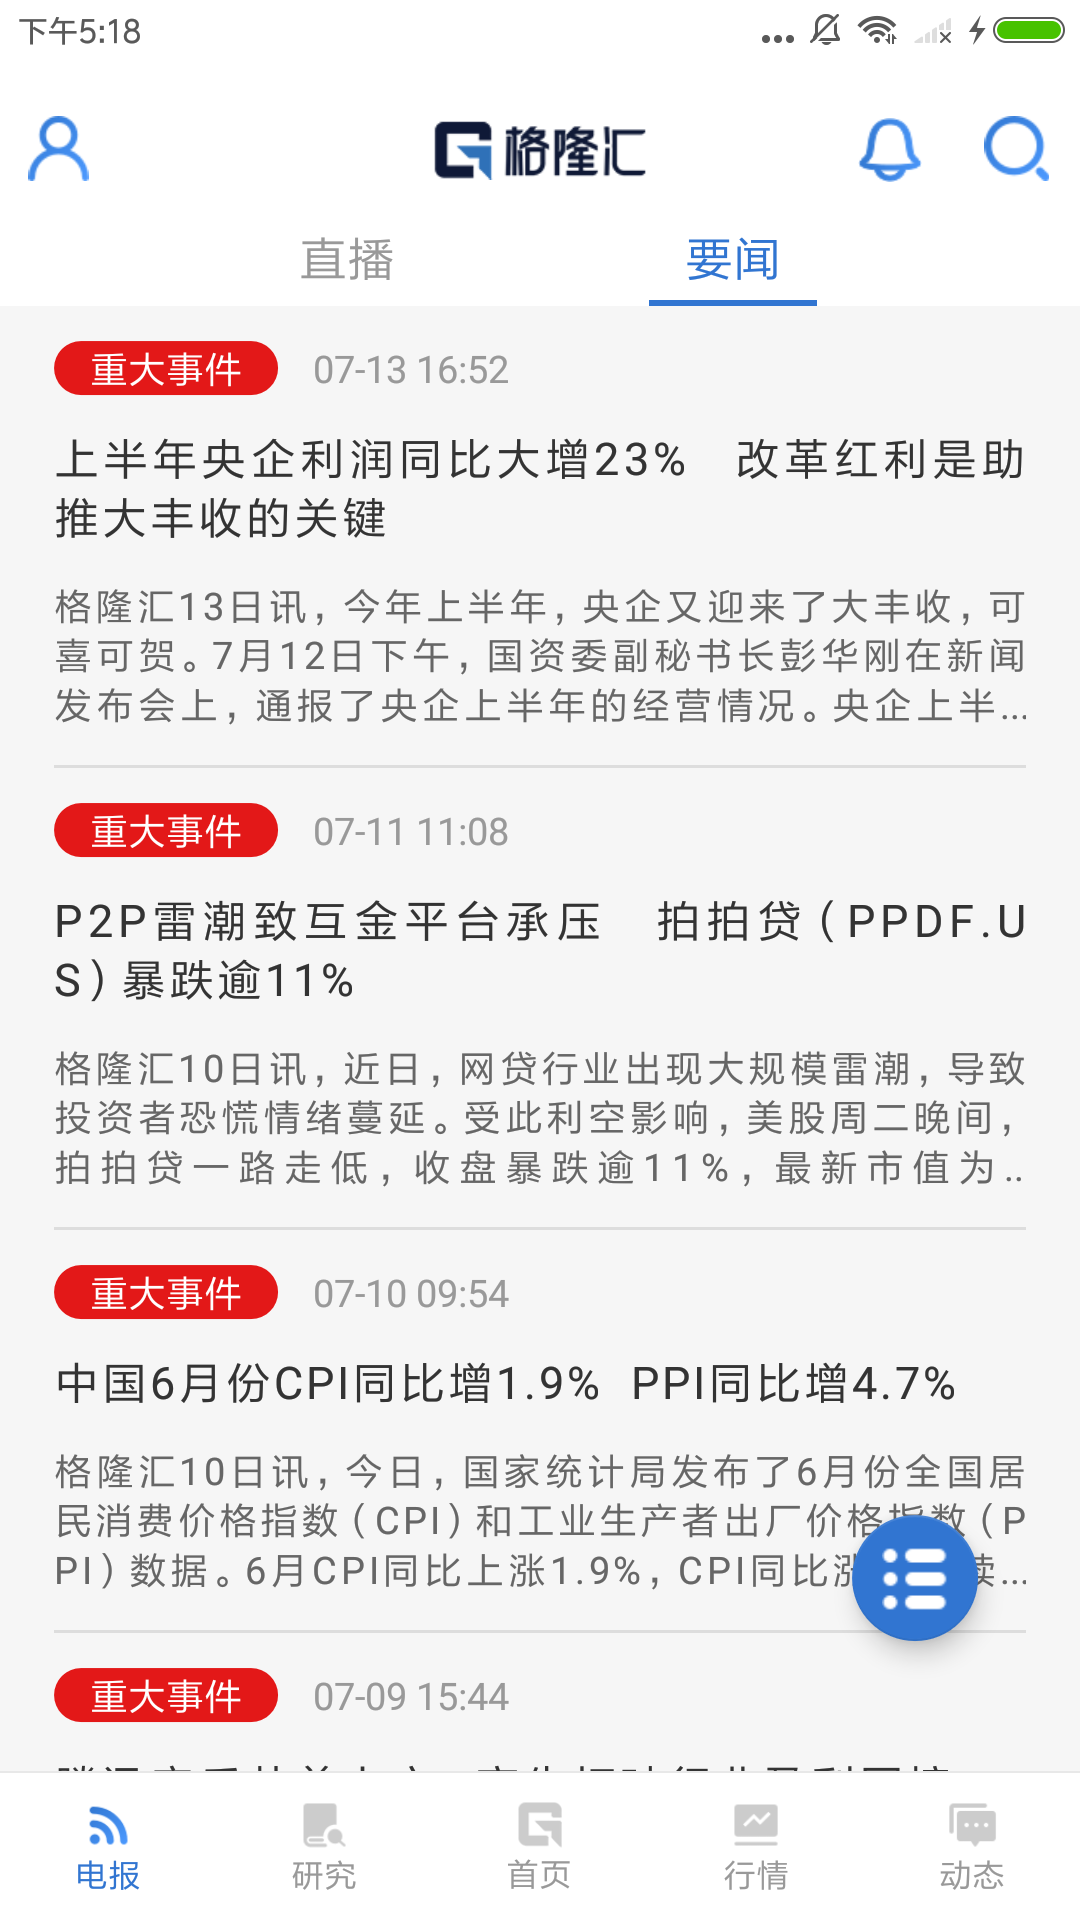 下午5:18
格隆汇
直播
要闻
重大事件 07-13 16:52
上半年央企利润同比大增23% 改革红利是助
推大丰收的关键
格隆汇13日讯，今年上半年，央企又迎来了大丰收，可
喜可贺。7月12日下午，国资委副秘书长彭华刚在新闻
发布会上，通报了央企上半年的经营情况。央企上半...
重大事件 07-11 11:08
P2P雷潮致互金平台承压 拍拍贷（PPDF.U
S）暴跌逾11%
格隆汇10日讯，近日，网贷行业出现大规模雷潮，导致
投资者恐慌情绪蔓延。受此利空影响，美股周二晚间，
拍拍贷一路走低，收盘暴跌逾11%，最新市值为..
重大事件 07-10 09:54
中国6月份CPI同比增1.9% PPI同比增4.7%
格隆汇10日讯，今日，国家统计局发布了6月份全国居
民消费价格指数（CPI）和工业生产者出厂价格指数（P
PI）数据。6月CPI同比上涨1.9%，CPI同比涨 续...
重大事件 07-09 15:44
电报
研究
首页
行情
动态